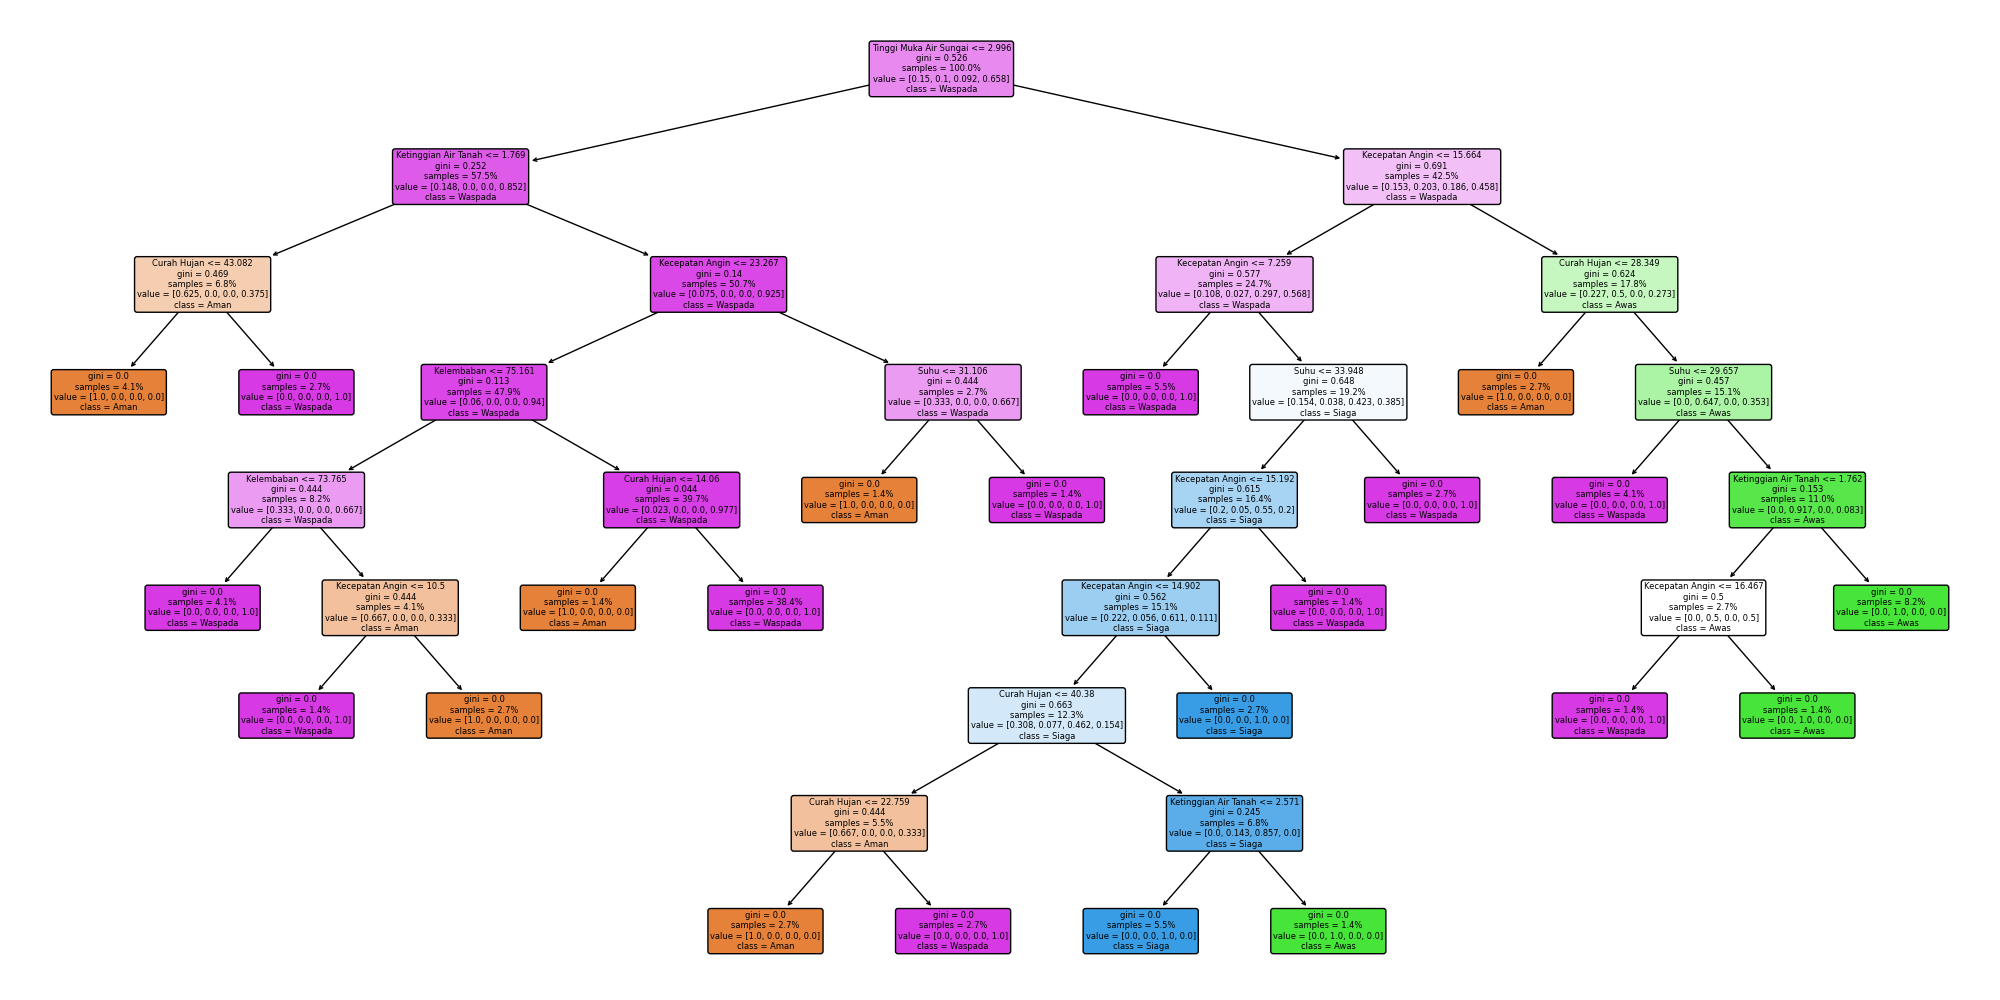 Tinggi Muka Air Sungai <= 2.996
gini = 0.526
samples = 100.0%
value = [0.15, 0.1, 0.092, 0.658]
class = Waspada
Ketinggian Air Tanah <= 1.769
gini = 0.252
samples = 57.5%
value = [0.148, 0.0, 0.0, 0.852]
class = Waspada
Kecepatan Angin <= 15.664
gini = 0.691
samples = 42.5%
value = [0.153, 0.203, 0.186, 0.458]
class = Waspada
Curah Hujan <= 43.082
gini = 0.469
samples = 6.8%
value = [0.625, 0.0, 0.0, 0.375]
class = Aman
Kecepatan Angin <= 23.267
gini = 0.14
samples = 50.7%
value = [0.075, 0.0, 0.0, 0.925]
class = Waspada
Kecepatan Angin <= 7.259
gini = 0.577
samples = 24.7%
value = [0.108, 0.027, 0.297, 0.568]
class = Waspada
Curah Hujan <= 28.349
gini = 0.624
samples = 17.8%
value = [0.227, 0.5, 0.0, 0.273]
class = Awas
gini = 0.0
samples = 4.1%
value = [1.0, 0.0, 0.0, 0.0]
class = Aman
gini = 0.0
samples = 2.7%
value = [0.0, 0.0, 0.0, 1.0]
class = Waspada
Kelembaban <= 75.161
gini = 0.113
samples = 47.9%
value = [0.06, 0.0, 0.0, 0.94]
class = Waspada
Suhu <= 31.106
gini = 0.444
samples = 2.7%
value = [0.333, 0.0, 0.0, 0.667]
class = Waspada
gini = 0.0
samples = 5.5%
value = [0.0, 0.0, 0.0, 1.0]
class = Waspada
Suhu <= 33.948
gini = 0.648
samples = 19.2%
value = [0.154, 0.038, 0.423, 0.385]
class = Siaga
gini = 0.0
samples = 2.7%
value = [1.0, 0.0, 0.0, 0.0]
class = Aman
Suhu <= 29.657
gini = 0.457
samples = 15.1%
value = [0.0, 0.647, 0.0, 0.353]
class = Awas
Kelembaban <= 73.765
gini = 0.444
samples = 8.2%
value = [0.333, 0.0, 0.0, 0.667]
class = Waspada
Curah Hujan <= 14.06
gini = 0.044
samples = 39.7%
value = [0.023, 0.0, 0.0, 0.977]
class = Waspada
gini = 0.0
samples = 1.4%
value = [1.0, 0.0, 0.0, 0.0]
class = Aman
gini = 0.0
samples = 1.4%
value = [0.0, 0.0, 0.0, 1.0]
class = Waspada
Kecepatan Angin <= 15.192
gini = 0.615
samples = 16.4%
value = [0.2, 0.05, 0.55, 0.2]
class = Siaga
gini = 0.0
samples = 2.7%
value = [0.0, 0.0, 0.0, 1.0]
class = Waspada
gini = 0.0
samples = 4.1%
value = [0.0, 0.0, 0.0, 1.0]
class = Waspada
Ketinggian Air Tanah <= 1.762
gini = 0.153
samples = 11.0%
value = [0.0, 0.917, 0.0, 0.083]
class = Awas
gini = 0.0
samples = 4.1%
value = [0.0, 0.0, 0.0, 1.0]
class = Waspada
Kecepatan Angin <= 10.5
gini = 0.444
samples = 4.1%
value = [0.667, 0.0, 0.0, 0.333]
class = Aman
gini = 0.0
samples = 1.4%
value = [1.0, 0.0, 0.0, 0.0]
class = Aman
gini = 0.0
samples = 38.4%
value = [0.0, 0.0, 0.0, 1.0]
class = Waspada
Kecepatan Angin <= 14.902
gini = 0.562
samples = 15.1%
value = [0.222, 0.056, 0.611, 0.111]
class = Siaga
gini = 0.0
samples = 1.4%
value = [0.0, 0.0, 0.0, 1.0]
class = Waspada
Kecepatan Angin <= 16.467
gini = 0.5
samples = 2.7%
value = [0.0, 0.5, 0.0, 0.5]
class = Awas
gini = 0.0
samples = 8.2%
value = [0.0, 1.0, 0.0, 0.0]
class = Awas
gini = 0.0
samples = 1.4%
value = [0.0, 0.0, 0.0, 1.0]
class = Waspada
gini = 0.0
samples = 2.7%
value = [1.0, 0.0, 0.0, 0.0]
class = Aman
Curah Hujan <= 40.38
gini = 0.663
samples = 12.3%
value = [0.308, 0.077, 0.462, 0.154]
class = Siaga
gini = 0.0
samples = 2.7%
value = [0.0, 0.0, 1.0, 0.0]
class = Siaga
gini = 0.0
samples = 1.4%
value = [0.0, 0.0, 0.0, 1.0]
class = Waspada
gini = 0.0
samples = 1.4%
value = [0.0, 1.0, 0.0, 0.0]
class = Awas
Curah Hujan <= 22.759
gini = 0.444
samples = 5.5%
value = [0.667, 0.0, 0.0, 0.333]
class = Aman
Ketinggian Air Tanah <= 2.571
gini = 0.245
samples = 6.8%
value = [0.0, 0.143, 0.857, 0.0]
class = Siaga
gini = 0.0
samples = 2.7%
value = [1.0, 0.0, 0.0, 0.0]
class = Aman
gini = 0.0
samples = 2.7%
value = [0.0, 0.0, 0.0, 1.0]
class = Waspada
gini = 0.0
samples = 5.5%
value = [0.0, 0.0, 1.0, 0.0]
class = Siaga
gini = 0.0
samples = 1.4%
value = [0.0, 1.0, 0.0, 0.0]
class = Awas